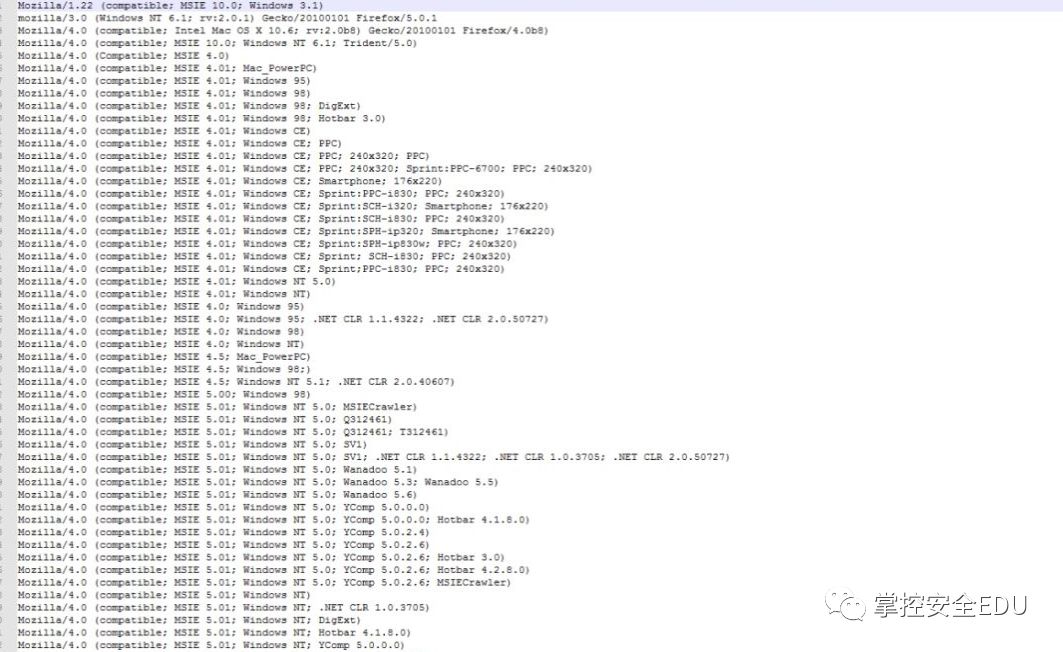 Mozilla/1.22 (compatible; MSIE 10.0; Windows 3.1)
mozilla/3.0 (Windows NT 6.1; rv:2.0.1) Gecko/20100101 Firefox/5.0.1
Mozilla/4.0 (compatible; Intel Mac OS X 10.6; rv:2.0b8) Gecko/20100101 Firefox/4.0b8)
Mozilla/4.0 (compatible; MSIE 10.0; Windows NT 6.1; Trident/5.0)
Mozilla/4.0 (Compatible; MSIE 4.0)
Mozilla/4.0 (compatible; MSIE 4.01; Mac_PowerPC)
Mozilla/4.0 (compatible; MSIE 4.01; Windows 95)
Mozilla/4.0 (compatible; MSIE 4.01; Windows 98)
Mozilla/4.0 (compatible; MSIE 4.01; Windows 98; DigExt)
Mozilla/4.0 (compatible; MSIE 4.01; Windows 98; Hotbar 3.0)
Mozilla/4.0 (compatible; MSIE 4.01; Windows CE)
Mozilla/4.0 (compatible; MSIE 4.01; Windows CE; PPC)
Mozilla/4.0 (compatible; MSIE 4.01; Windows CE; PPC; 240x320; PPC)
Mozilla/4.0 (compatible; MSIE 4.01; Windows CE; PPC; 240x320; Sprint:PPC-6700; PPC; 240x320)
Mozilla/4.0 (compatible; MSIE 4.01; Windows CE; Smartphone; 176x220)
Mozilla/4.0 (compatible; MSIE 4.01; Windows CE; Sprint:PPC-i830; PPC; 240x320)
Mozilla/4.0 (compatible; MSIE 4.01; Windows CE; Sprint:SCH-i320; Smartphone; 176x220)
Mozilla/4.0 (compatible; MSIE 4.01; Windows CE; Sprint:SCH-i830; PPC; 240x320)
Mozilla/4.0 (compatible; MSIE 4.01; Windows CE; Sprint:SPH-ip320; Smartphone; 176x220)
Mozilla/4.0 (compatible; MSIE 4.01; Windows CE; Sprint:SPH-ip830w; PPC; 240x320)
Mozilla/4.0 (compatible; MSIE 4.01; Windows CE; Sprint; SCH-i830; PPC; 240x320)
Mozilla/4.0 (compatible; MSIE 4.01; Windows CE; Sprint;PPC-i830; PPC; 240x320)
Mozilla/4.0 (compatible; MSIE 4.01; Windows NT 5.0)
Mozilla/4.0 (compatible; MSIE 4.01; Windows NT)
Mozilla/4.0 (compatible; MSIE 4.0; Windows 95)
Mozilla/4.0 (compatible; MSIE 4.0; Windows 95; .NET CLR 1.1.4322; .NET CLR 2.0.50727)
Mozilla/4.0 (compatible; MSIE 4.0; Windows 98)
Mozilla/4.0 (compatible; MSIE 4.0; Windows NT)
Mozilla/4.0 (compatible; MSIE 4.5; Mac_PowerPC)
Mozilla/4.0 (compatible; MSIE 4.5; Windows 98;)
Mozilla/4.0 (compatible; MSIE 4.5; Windows NT 5.1; .NET CLR 2.0.40607)
Mozilla/4.0 (compatible; MSIE 5.00; Windows 98)
Mozilla/4.0 (compatible; MSIE 5.01; Windows NT 5.0; MSIECrawler)
Mozilla/4.0 (compatible; MSIE 5.01; Windows NT 5.0; Q312461)
Mozilla/4.0 (compatible; MSIE 5.01; Windows NT 5.0; Q312461; T312461)
Mozilla/4.0 (compatible; MSIE 5.01; Windows NT 5.0; SV1)
Mozilla/4.0 (compatible; MSIE 5.01; Windows NT 5.0; SV1; .NET CLR 1.1.4322; .NET CLR 1.0.3705; .NET CLR 2.0.50727)
Mozilla/4.0 (compatible; MSIE 5.01; Windows NT 5.0; Wanadoo 5.1)
Mozilla/4.0 (compatible; MSIE 5.01; Windows NT 5.0; Wanadoo 5.3; Wanadoo 5.5)
Mozilla/4.0 (compatible; MSIE 5.01; Windows NT 5.0; Wanadoo 5.6)
Mozilla/4.0 (compatible; MSIE 5.01; Windows NT 5.0; YComp 5.0.0.0)
Mozilla/4.0 (compatible; MSIE 5.01; Windows NT 5.0; YComp 5.0.0.0; Hotbar 4.1.8.0)
Mozilla/4.0 (compatible; MSIE 5.01; Windows NT 5.0; YComp 5.0.2.4)
Mozilla/4.0 (compatible; MSIE 5.01; Windows NT 5.0; YComp 5.0.2.6)
Mozilla/4.0 (compatible; MSIE 5.01; Windows NT 5.0; YComp 5.0.2.6; Hotbar 3.0)
Mozilla/4.0 (compatible; MSIE 5.01; Windows NT 5.0; YComp 5.0.2.6; Hotbar 4.2.8.0)
Mozilla/4.0 (compatible; MSIE 5.01; Windows NT 5.0; YComp 5.0.2.6; MSIECrawler)
Mozilla/4.0 (compatible; MSIE 5.01; Windows NT)
Mozilla/4.0 (compatible; MSIE 5.01; Windows NT; .NET CLR 1.0.3705)
Mozilla/4.0 (compatible; MSIE 5.01; Windows NT; DigExt)
Mozilla/4.0 (compatible; MSIE 5.01; Windows NT; Hotbar 4.1.8.0)
Mozilla/4.0 (compatible; MSIE 5.01; Windows NT; YComp 5.0.0.0)
掌控安全EDU